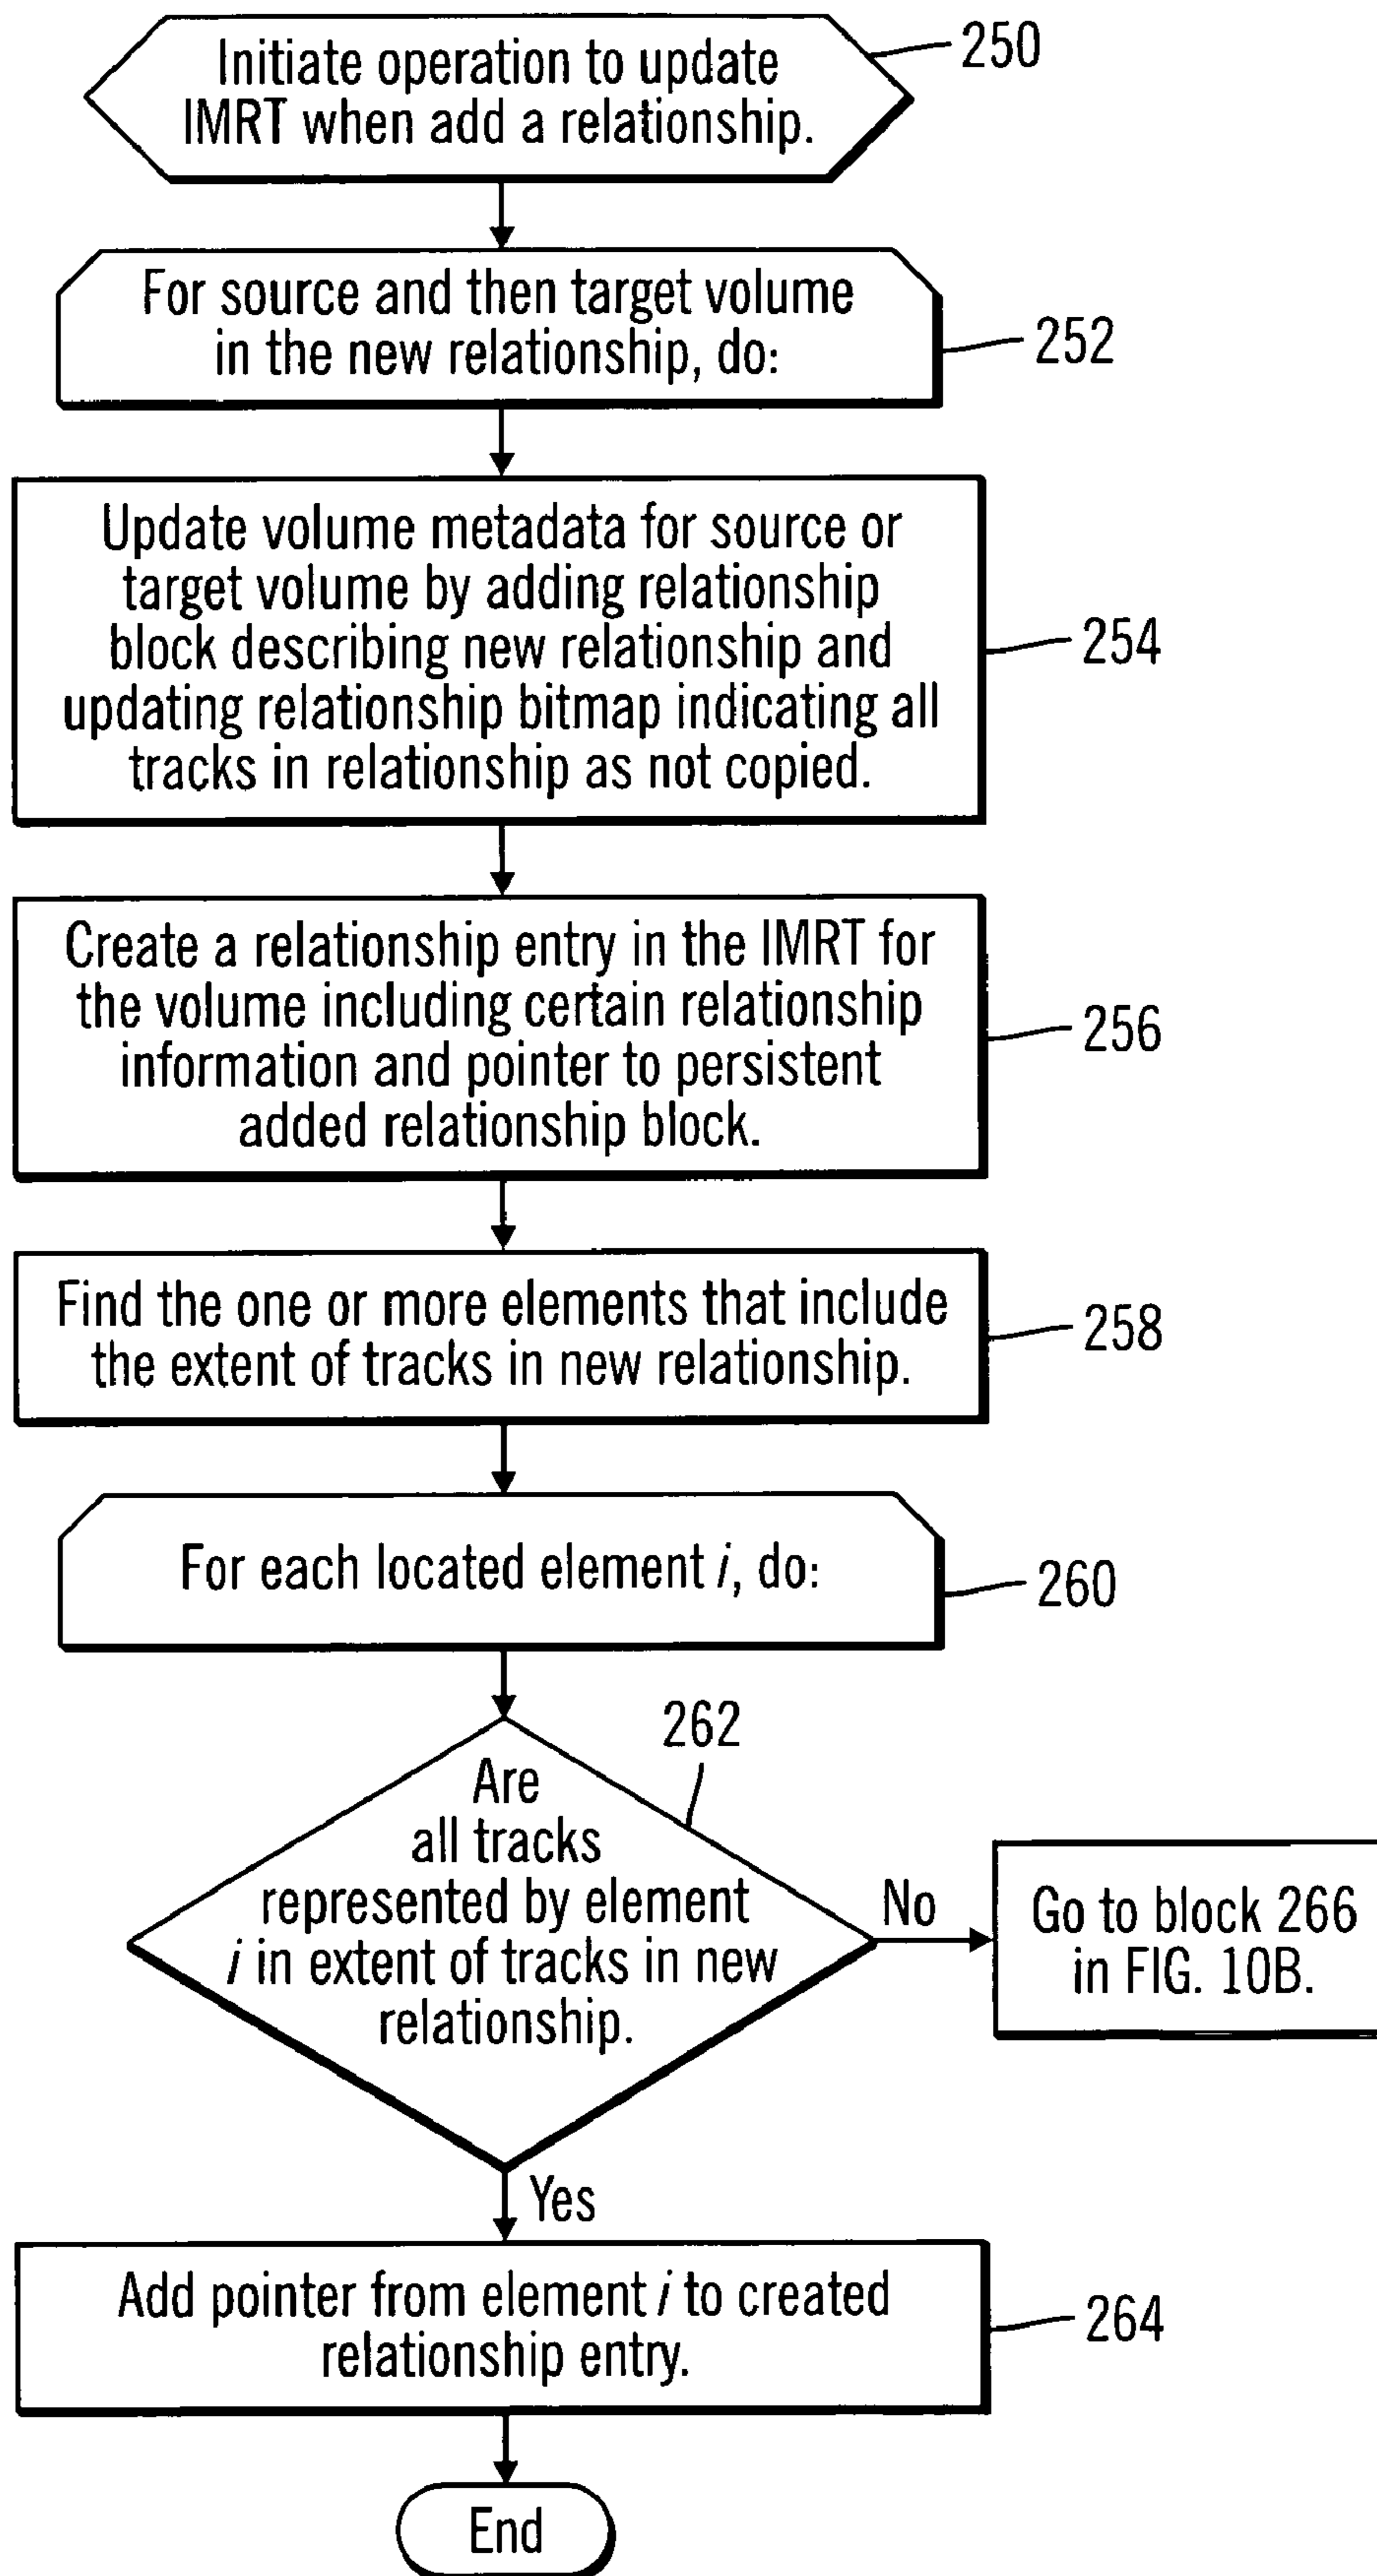 Initiate operation to update
IMRT when add a relationship.
250
For source and then target volume
in the new relationship, do:
252
Update volume metadata for source or
target volume by adding relationship
block describing new relationship and
updating relationship bitmap indicating all
tracks in relationship as not copied.
254
Create a relationship entry in the IMRT for
the volume including certain relationship
information and pointer to persistent
added relationship block.
256
Find the one or more elements that include
the extent of tracks in new relationship.
258
For each located element i, do:
260
262
Are
all tracks
represented by element
i in extent of tracks in new
relationship.
No
Go to block 266
in FIG. 10B.
Yes
Add pointer from element i to created
relationship entry.
264
End